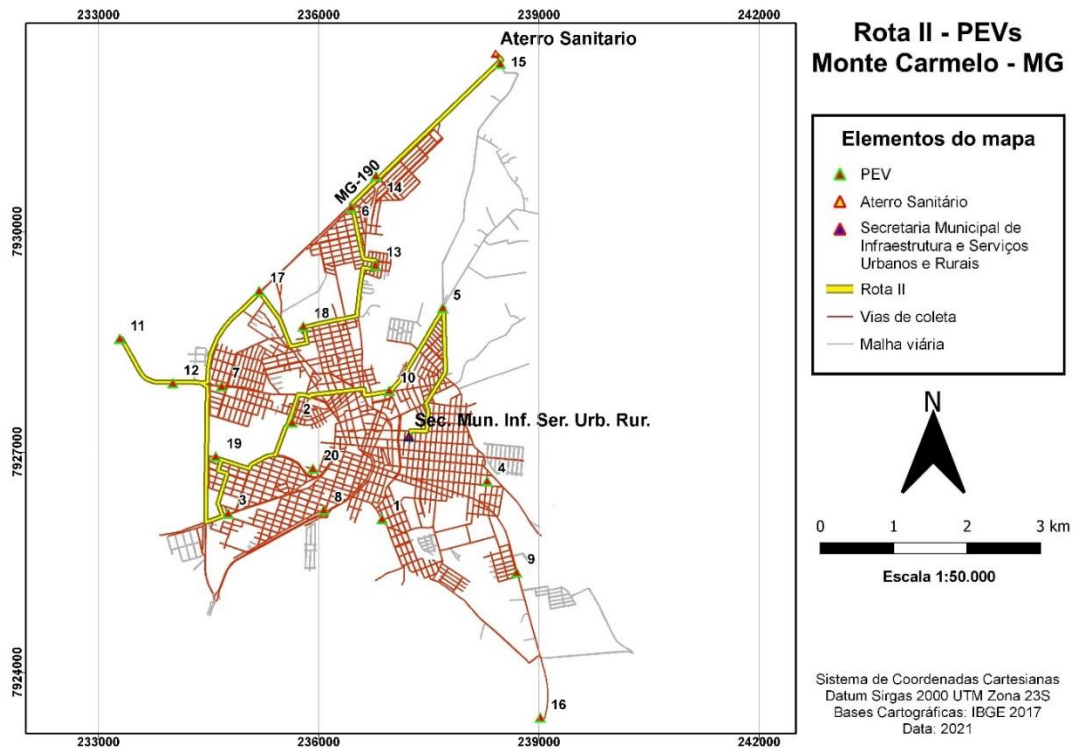 233000
236000
239000
242000
Aterro Sanitario
15
MG-190
14
6
13
17
5
18
11
12
7
10
2
Sec. Mun. Inf. Ser. Urb. Rur.
19
20
4
3
8
1
9
16
7930000
7927000
7924000
233000
236000
239000
242000
Rota II - PEVs
Monte Carmelo - MG
Elementos do mapa
PEV
Aterro Sanitário
Secretaria Municipal de
Infraestrutura e Serviços
Urbanos e Rurais
Rota II
Vias de coleta
Malha viária
N
0 1 2 3 km
Escala 1:50.000
Sistema de Coordenadas Cartesianas
Datum Sirgas 2000 UTM Zona 23S
Bases Cartográficas: IBGE 2017
Data: 2021